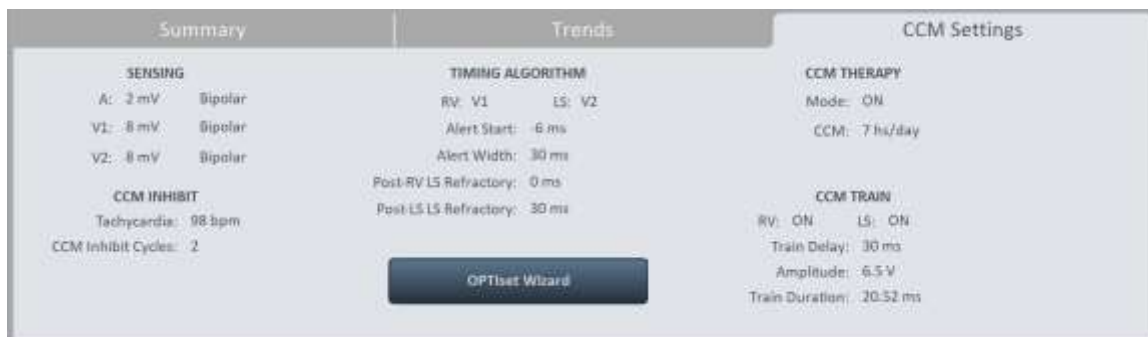 Summary
Trends
CCM Settings
SENSING
A: 2 mV Bipolar
V1: 8 mV Bipolar
V2: 8 mV Bipolar
CCM INHIBIT
Tachycardia: 98 bpm
CCM Inhibit Cycles: 2
TIMING ALGORITHM
RV: V1 LS: V2
Alert Start: -6 ms
Alert Width: 30 ms
Post-RV LS Refractory: 0 ms
Post-LS LS Refractory: 30 ms
OPTIset Wizard
CCM THERAPY
Mode: ON
CCM: 7 hs/day
CCM TRAIN
RV: ON LS: ON
Train Delay: 30 ms
Amplitude: 6.5 V
Train Duration: 20.52 ms